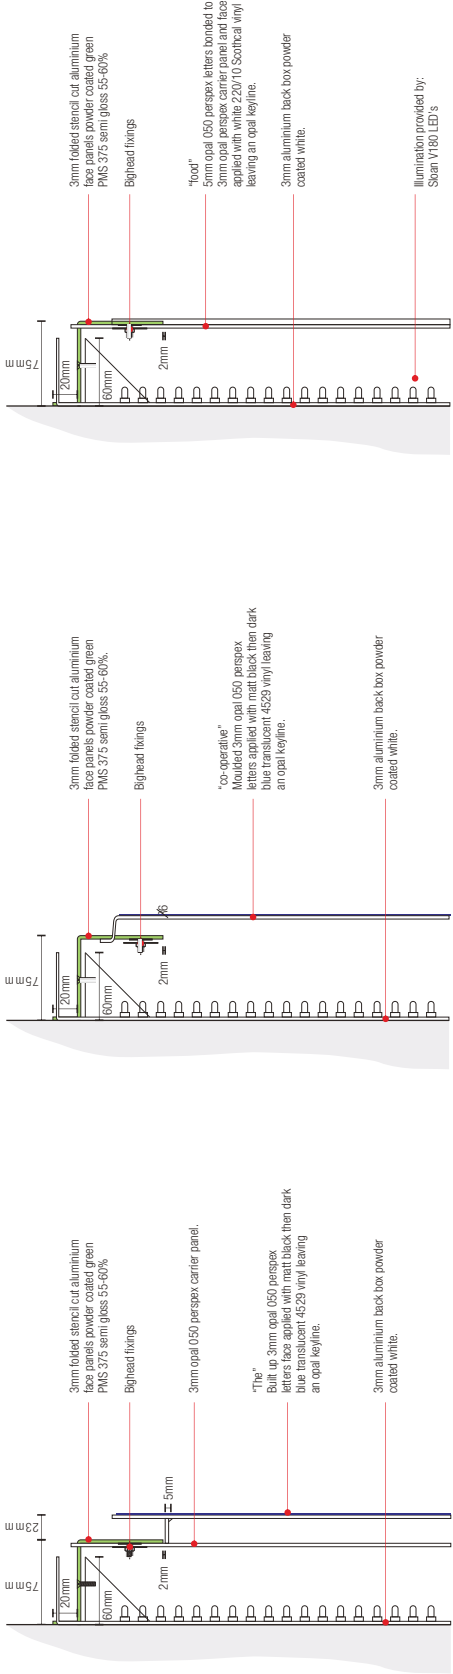 3mm folded stencil cut aluminium
face panels powder coated green
PMS 375 semi gloss 55-60%
Bighead fixings
3mm opal 050 perspex carrier panel.
"The"
Built up 3mm opal 050 perspex
letters face applied with matt black then dark
blue translucent 4529 vinyl leaving
an opal keyline.
3mm aluminium back box powder
coated white.
75mm
23mm
20mm
60mm
2mm
5mm
3mm folded stencil cut aluminium
face panels powder coated green
PMS 375 semi gloss 55-60%.
Bighead fixings
"co-operative"
Moulded 3mm opal 050 perspex
letters applied with matt black then dark
blue translucent 4529 vinyl leaving
an opal keyline.
3mm aluminium back box powder
coated white.
75mm
20mm
60mm
2mm
3mm folded stencil cut aluminium
face panels powder coated green
PMS 375 semi gloss 55-60%
Bighead fixings
"food"
5mm opal 050 perspex letters bonded to
3mm opal perspex carrier panel and face
applied with white 220/10 Scothcal vinyl
leaving an opal keyline.
3mm aluminium back box powder
coated white.
Illumination provided by:
Sloan V180 LED's
75mm
20mm
60mm
2mm